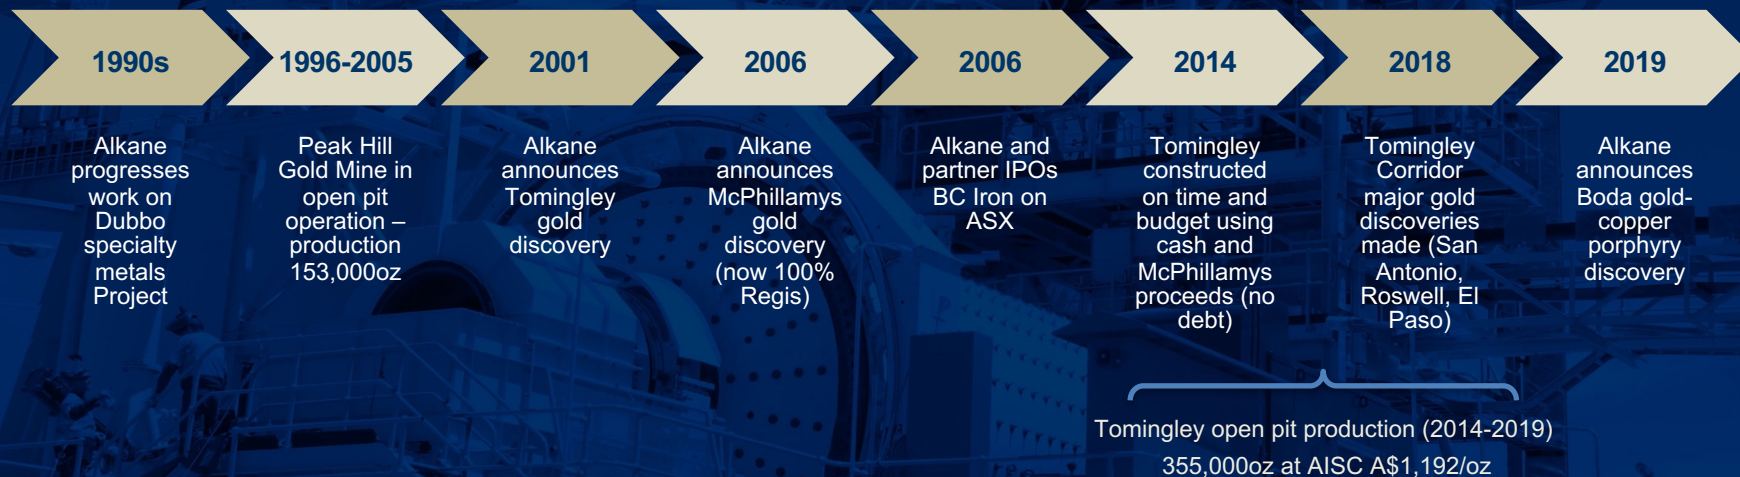 1990s
Alkane
progresses
work on
Dubbo
specialty
metals
Project
1996-2005
Peak Hill
Gold Mine in
open pit
operation –
production
153,000oz
2001
Alkane
announces
Tomingley
gold
discovery
2006
Alkane
announces
McPhillamys
gold
discovery
(now 100%
Regis)
2006
Alkane and
partner IPOs
BC Iron on
ASX
2014
Tomingley
constructed
on time and
budget using
cash and
McPhillamys
proceeds (no
debt)
2018
Tomingley
Corridor
major gold
discoveries
made (San
Antonio,
Roswell, El
Paso)
2019
Alkane
announces
Boda gold-
copper
porphyry
discovery
Tomingley open pit production (2014-2019)
355,000oz at AISC A$1,192/oz